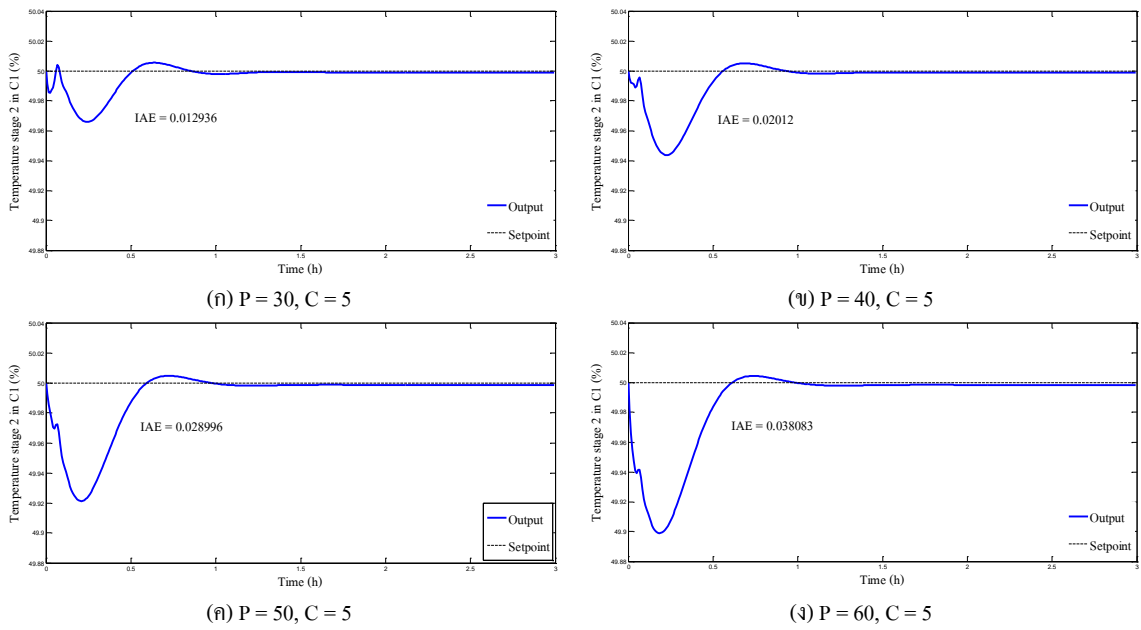 50.04
50.02
50
49.98
49.96
49.94
49.92
49.9
49.88
Temperature stage 2 in C1 (%)
IAE = 0.012936
Output
Setpoint
0
0.5
1
1.5
2
2.5
3
Time (h)
(ก) P = 30, C = 5
50.04
50.02
50
49.98
49.96
49.94
49.92
49.9
49.88
Temperature stage 2 in C1 (%)
IAE = 0.02012
Output
Setpoint
0
0.5
1
1.5
2
2.5
3
Time (h)
(ข) P = 40, C = 5
50.04
50.02
50
49.98
49.96
49.94
49.92
49.9
49.88
Temperature stage 2 in C1 (%)
IAE = 0.028996
Output
Setpoint
0
0.5
1
1.5
2
2.5
3
Time (h)
(ค) P = 50, C = 5
50.04
50.02
50
49.98
49.96
49.94
49.92
49.9
49.88
Temperature stage 2 in C1 (%)
IAE = 0.038083
Output
Setpoint
0
0.5
1
1.5
2
2.5
3
Time (h)
(ง) P = 60, C = 5